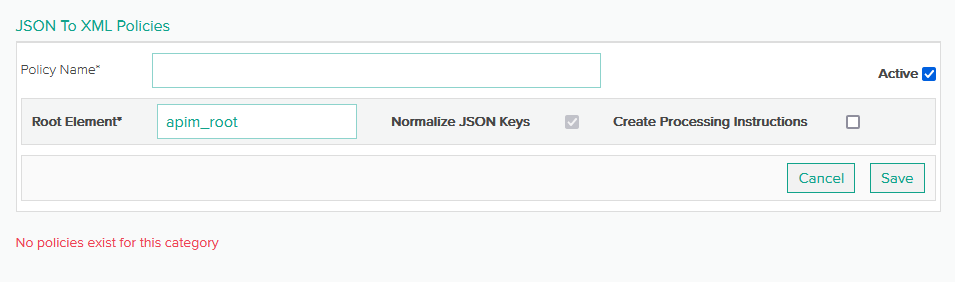 JSON To XML Policies
Policy Name*
Active
Root Element* apim_root Normalize JSON Keys Create Processing Instructions
Cancel Save
No policies exist for this category